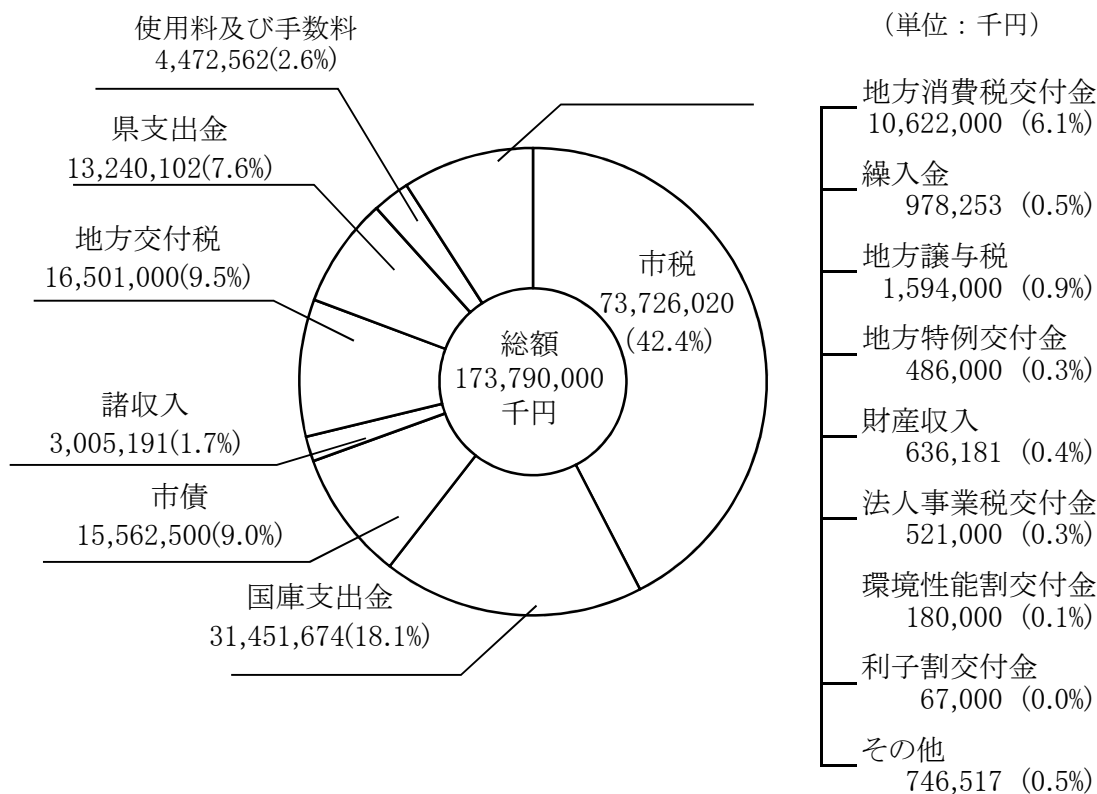 使用料及び手数料
4,472,562(2.6%)
県支出金
13,240,102(7.6%)
地方交付税
16,501,000(9.5%)
諸収入
3,005,191(1.7%)
市債
15,562,500(9.0%)
国庫支出金
31,451,674(18.1%)
市税
73,726,020
(42.4%)
総額
173,790,000
千円
（単位：千円）
地方消費税交付金
10,622,000 (6.1%)
繰入金
978,253 (0.5%)
地方譲与税
1,594,000 (0.9%)
地方特例交付金
486,000 (0.3%)
財産収入
636,181 (0.4%)
法人事業税交付金
521,000 (0.3%)
環境性能割交付金
180,000 (0.1%)
利子割交付金
67,000 (0.0%)
その他
746,517 (0.5%)